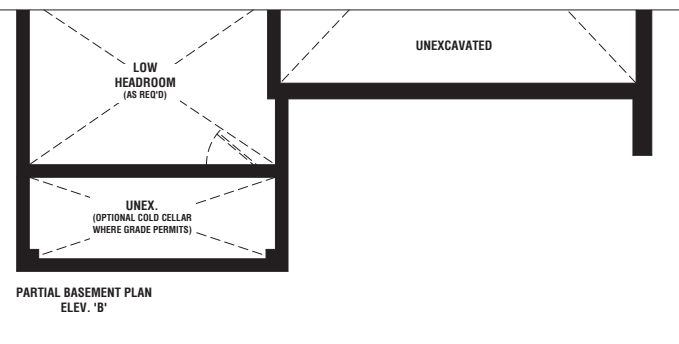 UNEXCAVATED
LOW
HEADROOM
(AS REQ'D)
UNEX.
(OPTIONAL COLD CELLAR
WHERE GRADE PERMITS)
PARTIAL BASEMENT PLAN
ELEV. 'B'